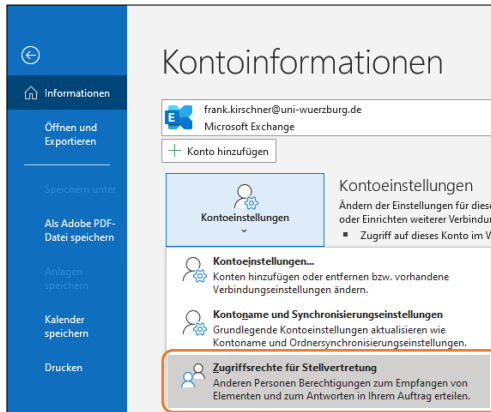 Kontoinformationen
Informationen
Öffnen und
Exportieren
Speichern unter
Als Adobe PDF-
Datei speichern
Anlagen
speichern
Kalender
speichern
Drucken
E
frank.kirschner@uni-wuerzburg.de
Microsoft Exchange
Konto hinzufügen
Kontoeinstellungen
Kontoeinstellungen
Ändern der Einstellungen für diese
oder Einrichten weiterer Verbindun
Zugriff auf dieses Konto im W
Kontoeinstellungen...
Konten hinzufügen oder entfernen bzw. vorhandene
Verbindungseinstellungen ändern.
Kontoname und Synchronisierungseinstellungen
Grundlegende Kontoeinstellungen aktualisieren wie
Kontoname und Ordnersynchronisierungseinstellungen.
Zugriffsrechte für Stellvertretung
Anderen Personen Berechtigungen zum Empfangen von
Elementen und zum Antworten in Ihrem Auftrag erteilen.